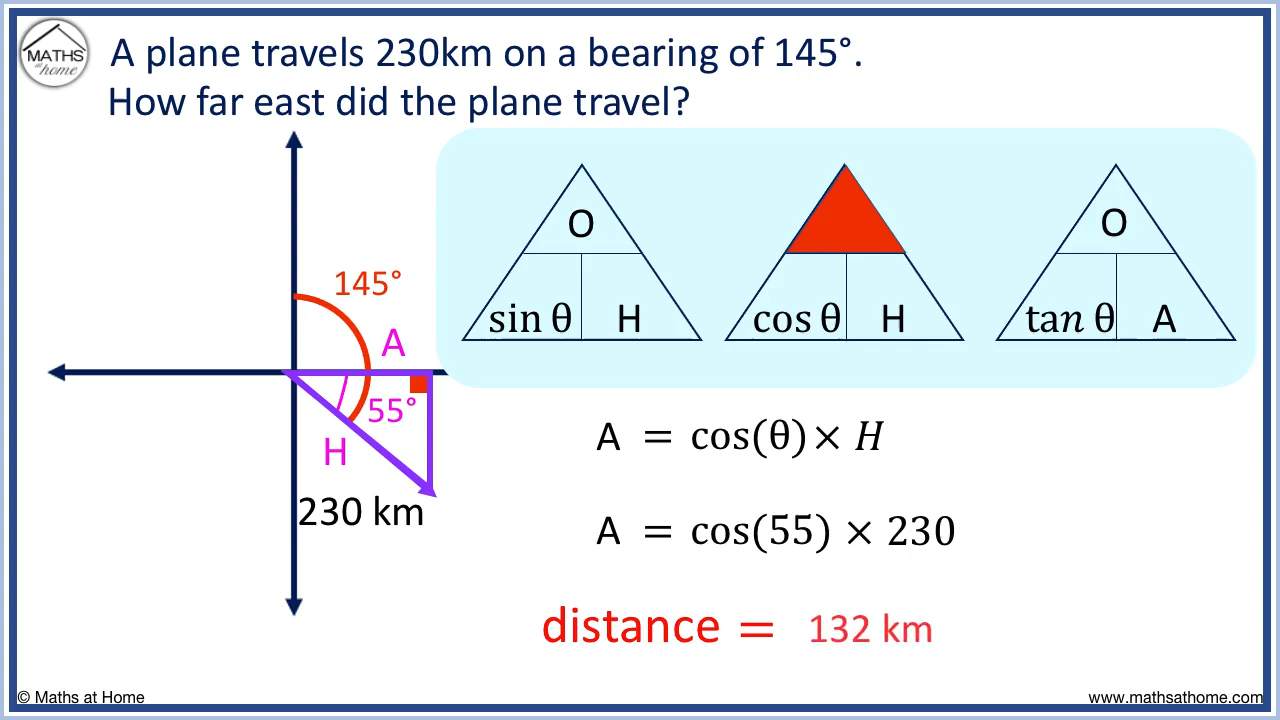 MATHS
at
home
A plane travels 230km on a bearing of 145°.
How far east did the plane travel?
O
sin θ H
cos θ H
O
tan θ A
145°
A
55°
H
230 km
A = cos(θ) × H
A = cos(55) × 230
distance = 132 km
© Maths at Home
www.mathsathome.com